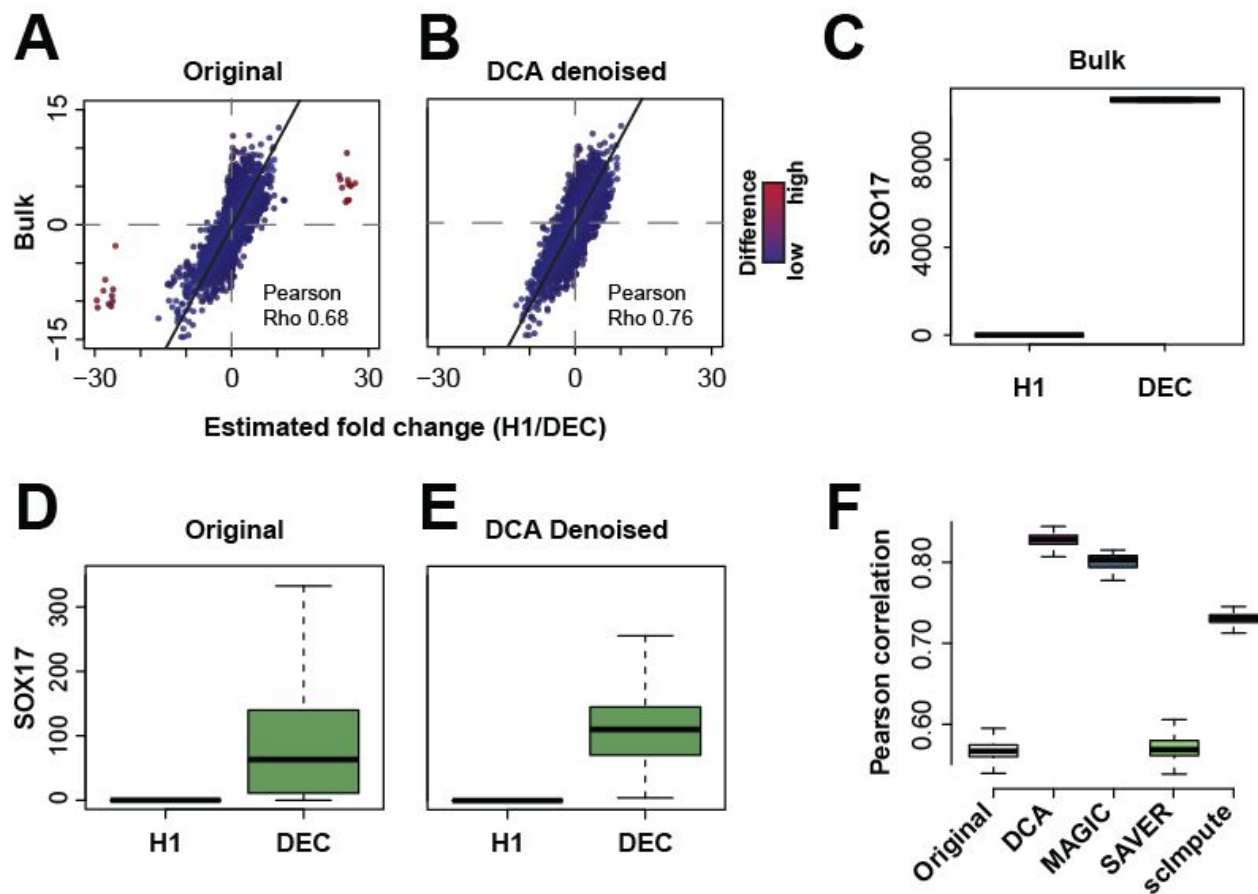 A
Original
15
0
−15
Bulk
Pearson
Rho 0.68
−30
0
30
B
DCA denoised
Pearson
Rho 0.76
−30
0
30
Difference
low
high
Estimated fold change (H1/DEC)
C
Bulk
SXO17
8000
4000
0
H1
DEC
D
Original
SOX17
300
200
100
0
H1
DEC
E
DCA Denoised
H1
DEC
F
Pearson correlation
0.80
0.70
0.60
Original
DCA
MAGIC
SAVER
scImpute